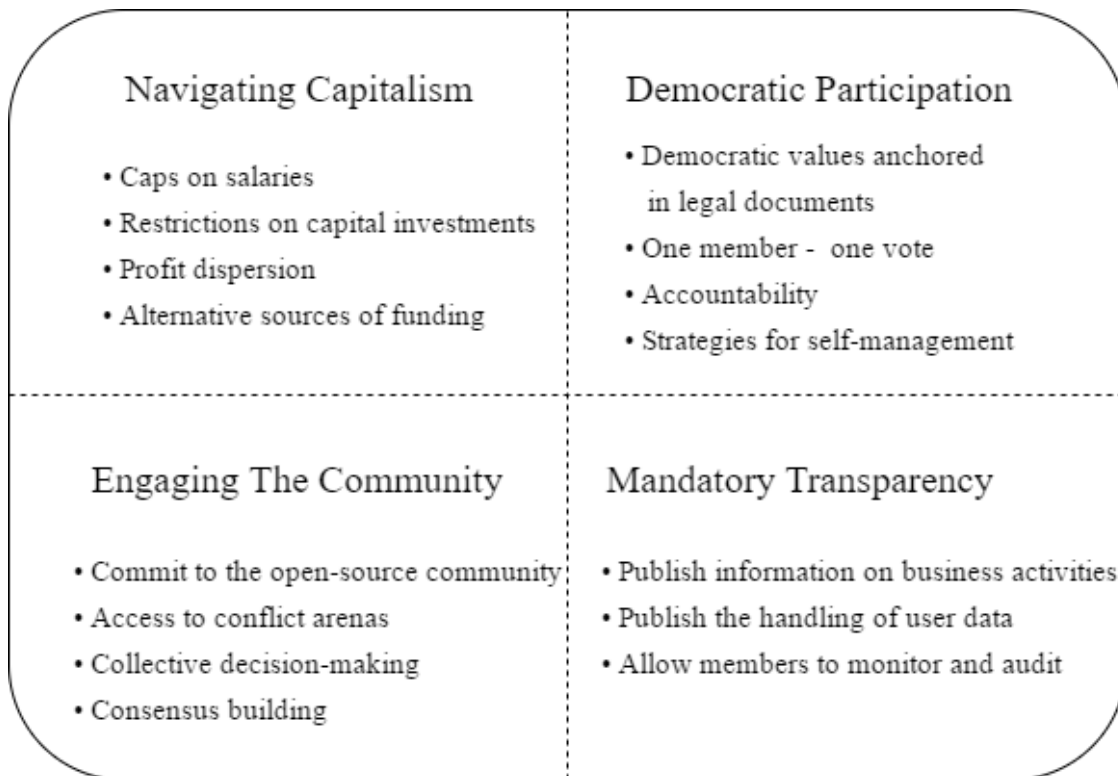 Navigating Capitalism
• Caps on salaries
• Restrictions on capital investments
• Profit dispersion
• Alternative sources of funding
Democratic Participation
• Democratic values anchored
in legal documents
• One member - one vote
• Accountability
• Strategies for self-management
Engaging The Community
• Commit to the open-source community
• Access to conflict arenas
• Collective decision-making
• Consensus building
Mandatory Transparency
• Publish information on business activities
• Publish the handling of user data
• Allow members to monitor and audit